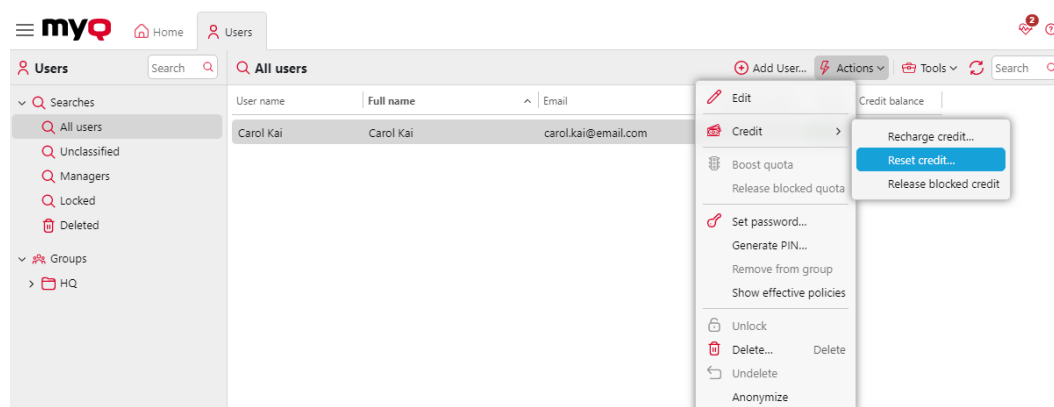 myQ
Home
Users
2
Users
Search
All users
Add User...
Actions
Tools
Search
Searches
All users
Unclassified
Managers
Locked
Deleted
Groups
HQ
User name
Full name
Email
Credit balance
Carol Kai
Carol Kai
carol.kai@email.com
Edit
Credit
Boost quota
Release blocked quota
Set password...
Generate PIN...
Remove from group
Show effective policies
Unlock
Delete... Delete
Undelete
Anonymize
Recharge credit...
Reset credit...
Release blocked credit